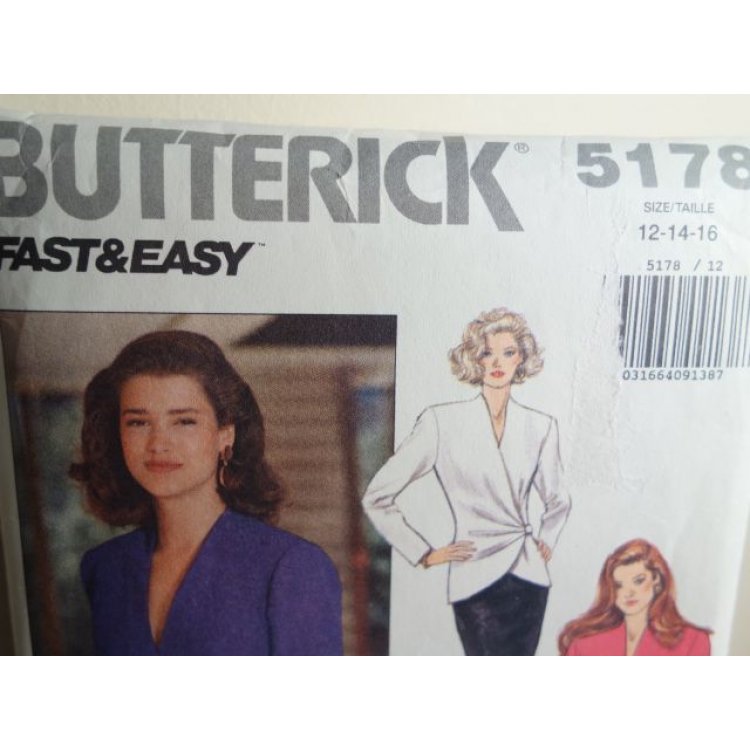 BUTTERICK®
5178
SIZE/TAILLE
12-14-16
5178 / 12
031664091387
FAST&EASY™